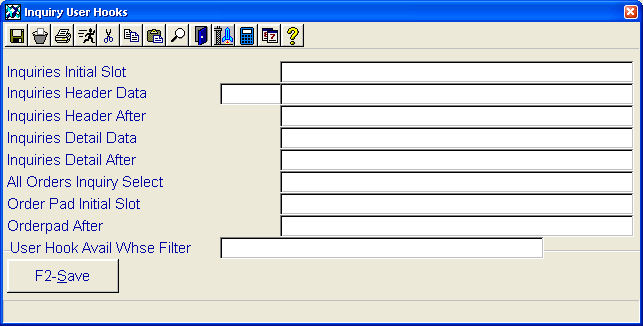 Inquiry User Hooks
Inquiries Initial Slot
Inquiries Header Data
Inquiries Header After
Inquiries Detail Data
Inquiries Detail After
All Orders Inquiry Select
Order Pad Initial Slot
Orderpad After
User Hook Avail Whse Filter
F2-Save